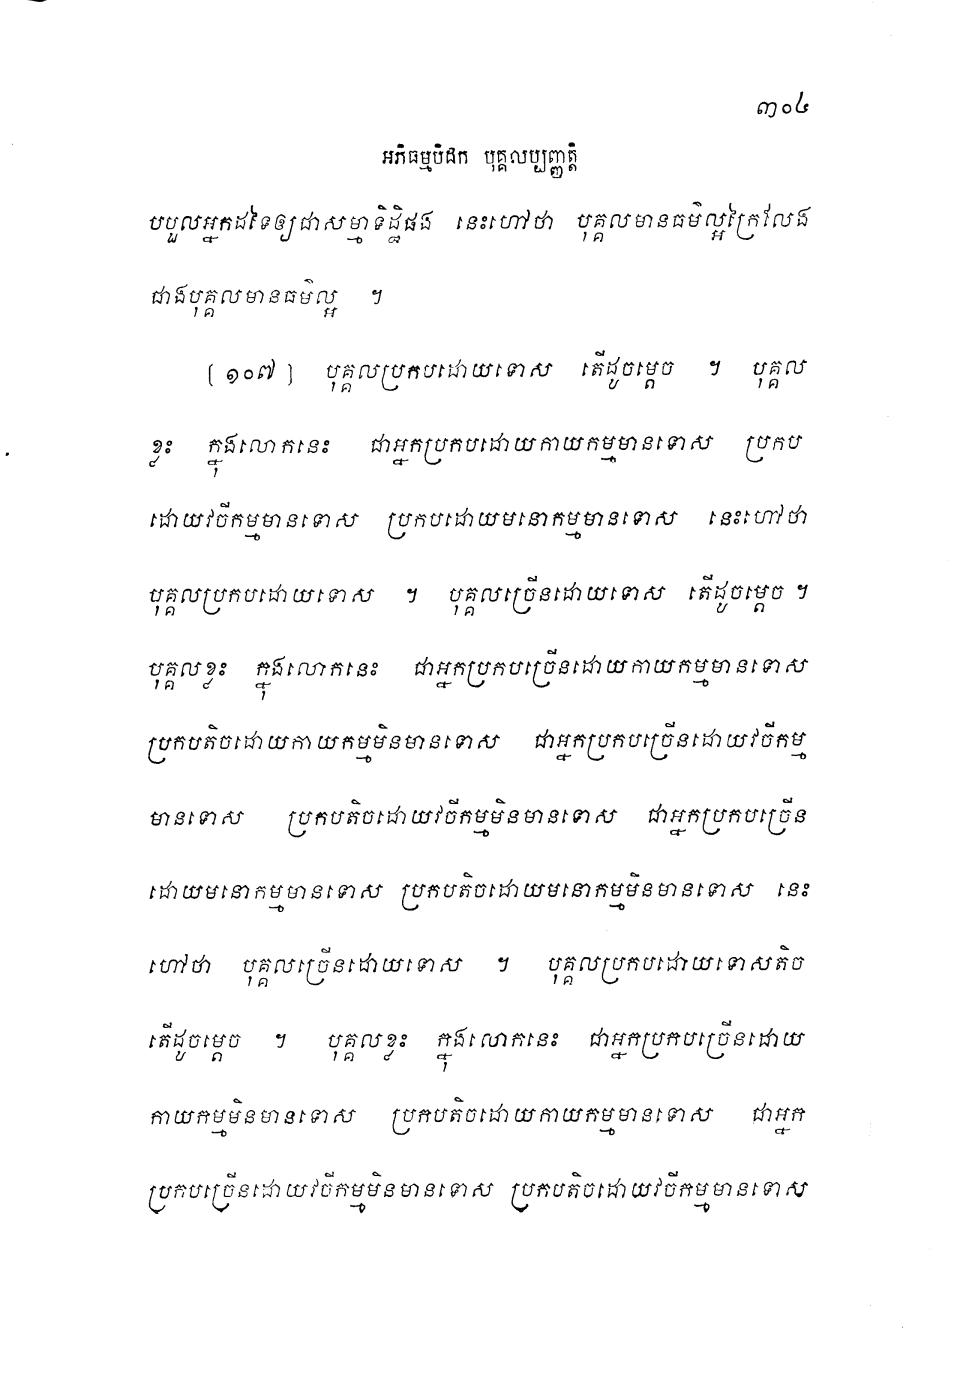 ៣០៤
អភិធម្មបិដក បុគ្គលប្បញ្ញត្តិ
បបួលអ្នកដទៃឲ្យជាសម្មាទិដ្ឋិផង នេះហៅថា បុគ្គលមានធម៌ល្អក្រៃលែង
ជាងបុគ្គលមានធម៌ល្អ ។
(១០៧) បុគ្គលប្រកបដោយទោស តើដូចម្តេច ។ បុគ្គល
ខ្លះ ក្នុងលោកនេះ ជាអ្នកប្រកបដោយកាយកម្មមានទោស ប្រកប
ដោយវចីកម្មមានទោស ប្រកបដោយមនោកម្មមានទោស នេះហៅថា
បុគ្គលប្រកបដោយទោស ។ បុគ្គលច្រើនដោយទោស តើដូចម្តេច ។
បុគ្គលខ្លះ ក្នុងលោកនេះ ជាអ្នកប្រកបច្រើនដោយកាយកម្មមានទោស
ប្រកបតិចដោយកាយកម្មមិនមានទោស ជាអ្នកប្រកបច្រើនដោយវចីកម្ម
មានទោស ប្រកបតិចដោយវចីកម្មមិនមានទោស ជាអ្នកប្រកបច្រើន
ដោយមនោកម្មមានទោស ប្រកបតិចដោយមនោកម្មមិនមានទោស នេះ
ហៅថា បុគ្គលច្រើនដោយទោស ។ បុគ្គលប្រកបដោយទោសតិច
តើដូចម្តេច ។ បុគ្គលខ្លះ ក្នុងលោកនេះ ជាអ្នកប្រកបច្រើនដោយ
កាយកម្មមិនមានទោស ប្រកបតិចដោយកាយកម្មមានទោស ជាអ្នក
ប្រកបច្រើនដោយវចីកម្មមិនមានទោស ប្រកបតិចដោយវចីកម្មមានទោស